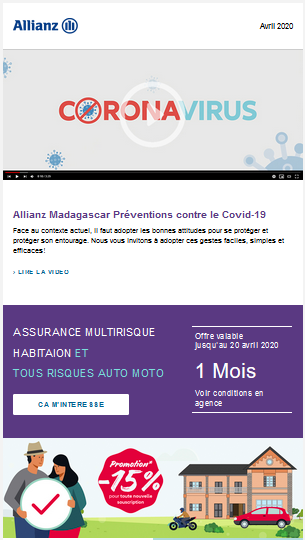 Allianz
Avril 2020
CORONAVIRUS
Allianz Madagascar Préventions contre le Covid-19
Face au contexte actuel, il faut adopter les bonnes attitudes pour se protéger et
protéger son entourage. Nous vous invitons à adopter ces gestes faciles, simples et
efficaces!
› LIRE LA VIDEO
ASSURANCE MULTIRISQUE
HABITAION ET
TOUS RISQUES AUTO MOTO
CA M'INTERESSE
Offre valable
jusqu'au 20 avril 2020
1 Mois
Voir conditions en
agence
Promotion*
-15%
pour toute nouvelle
souscription